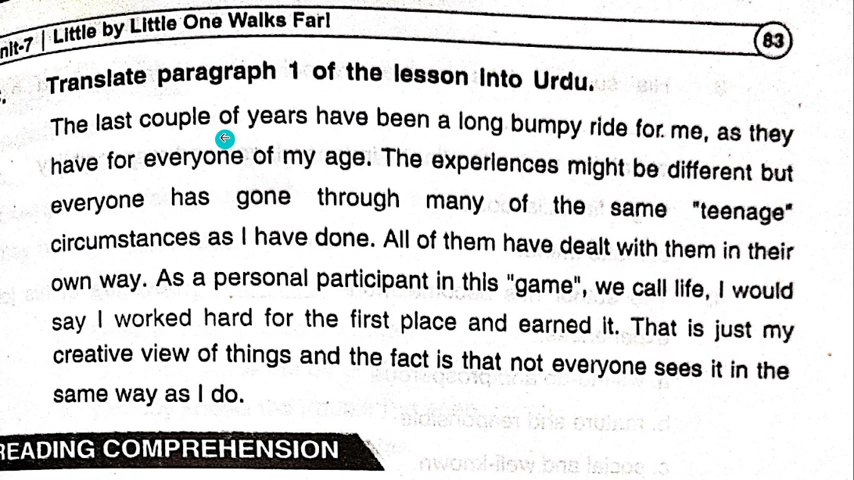 nit-7 | Little by Little One Walks Far! 83
Translate paragraph 1 of the lesson into Urdu.
The last couple of years have been a long bumpy ride for me, as they
have for everyone of my age. The experiences might be different but
everyone has gone through many of the same "teenage"
circumstances as I have done. All of them have dealt with them in their
own way. As a personal participant in this "game", we call life, I would
say I worked hard for the first place and earned it. That is just my
creative view of things and the fact is that not everyone sees it in the
same way as I do.
READING COMPREHENSION